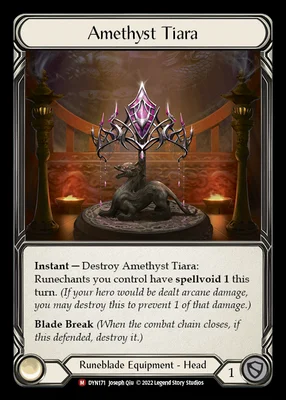 Amethyst Tiara
Instant — Destroy Amethyst Tiara:
Runechants you control have spellvoid 1 this
turn. (If your hero would be dealt arcane damage,
you may destroy this to prevent 1 of that damage.)
Blade Break (When the combat chain closes, if
this defended, destroy it.)
Runeblade Equipment - Head
1
M DYN171 Joseph Qiu © 2022 Legend Story Studios